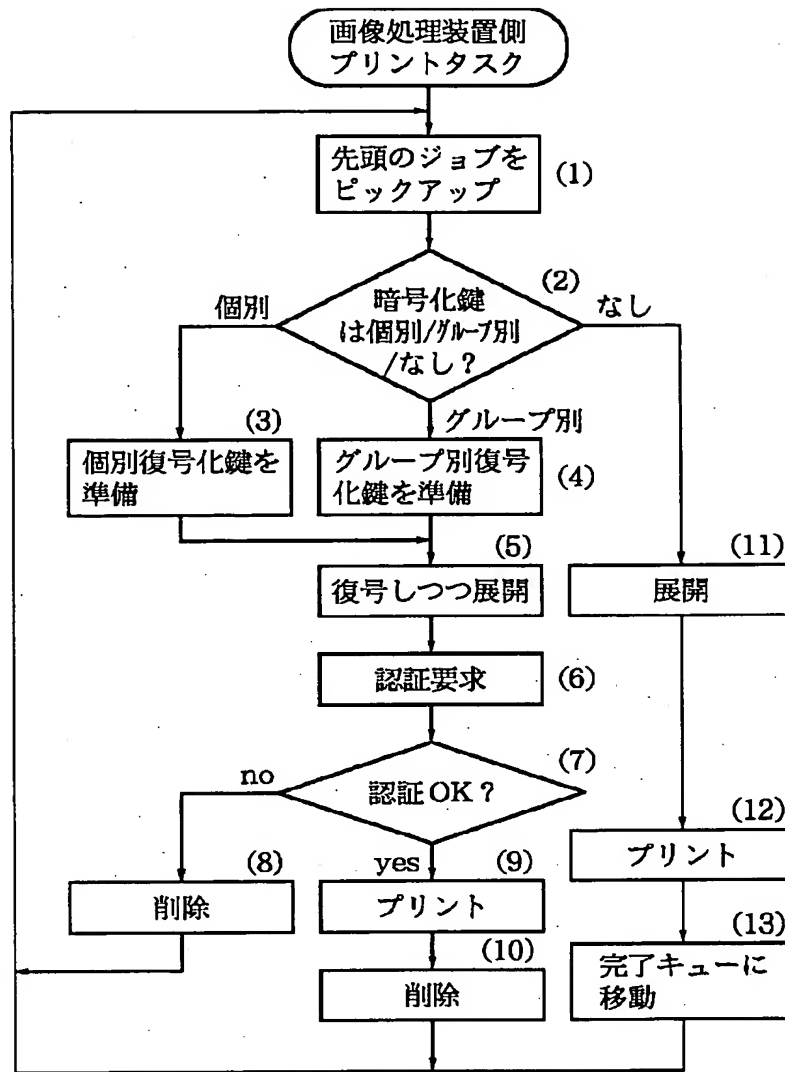 画像処理装置側
プリントタスク
先頭のジョブを
ピックアップ
(1)
(2)
暗号化鍵
は個別/グループ別
/なし？
個別
なし
グループ別
(3)
個別復号化鍵を
準備
グループ別復号
化鍵を準備
(4)
(5)
復号しつつ展開
(11)
展開
認証要求
(6)
(7)
認証OK？
no
yes
(8)
削除
(9)
プリント
(10)
削除
(12)
プリント
(13)
完了キューに
移動